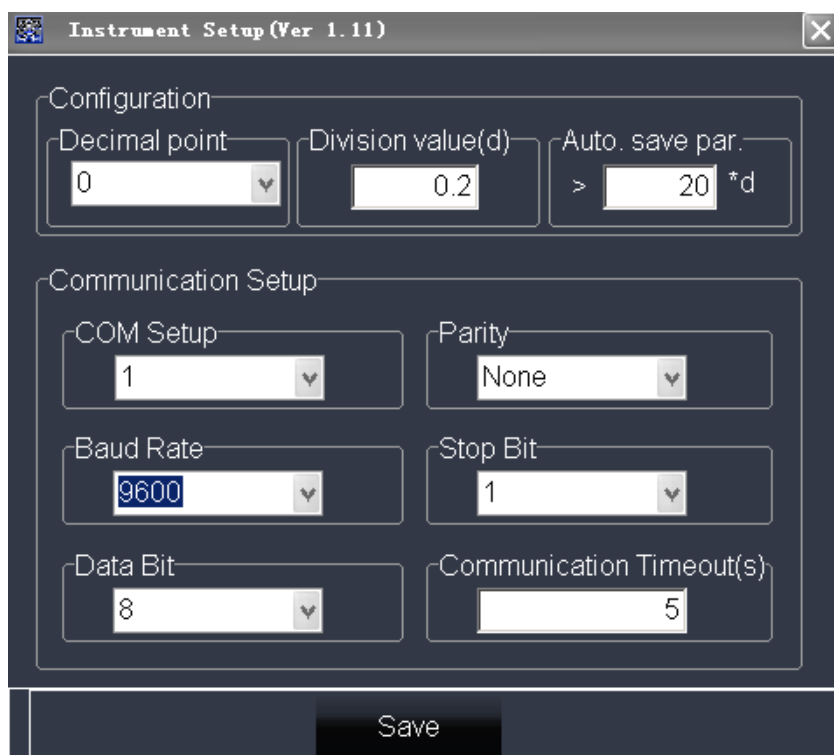 Instrument Setup(Ver 1.11)
Configuration
Decimal point Division value(d) Auto. save par.
0 0.2 > 20 *d
Communication Setup
COM Setup Parity
1 None
Baud Rate Stop Bit
9600 1
Data Bit Communication Timeout(s)
8 5
Save